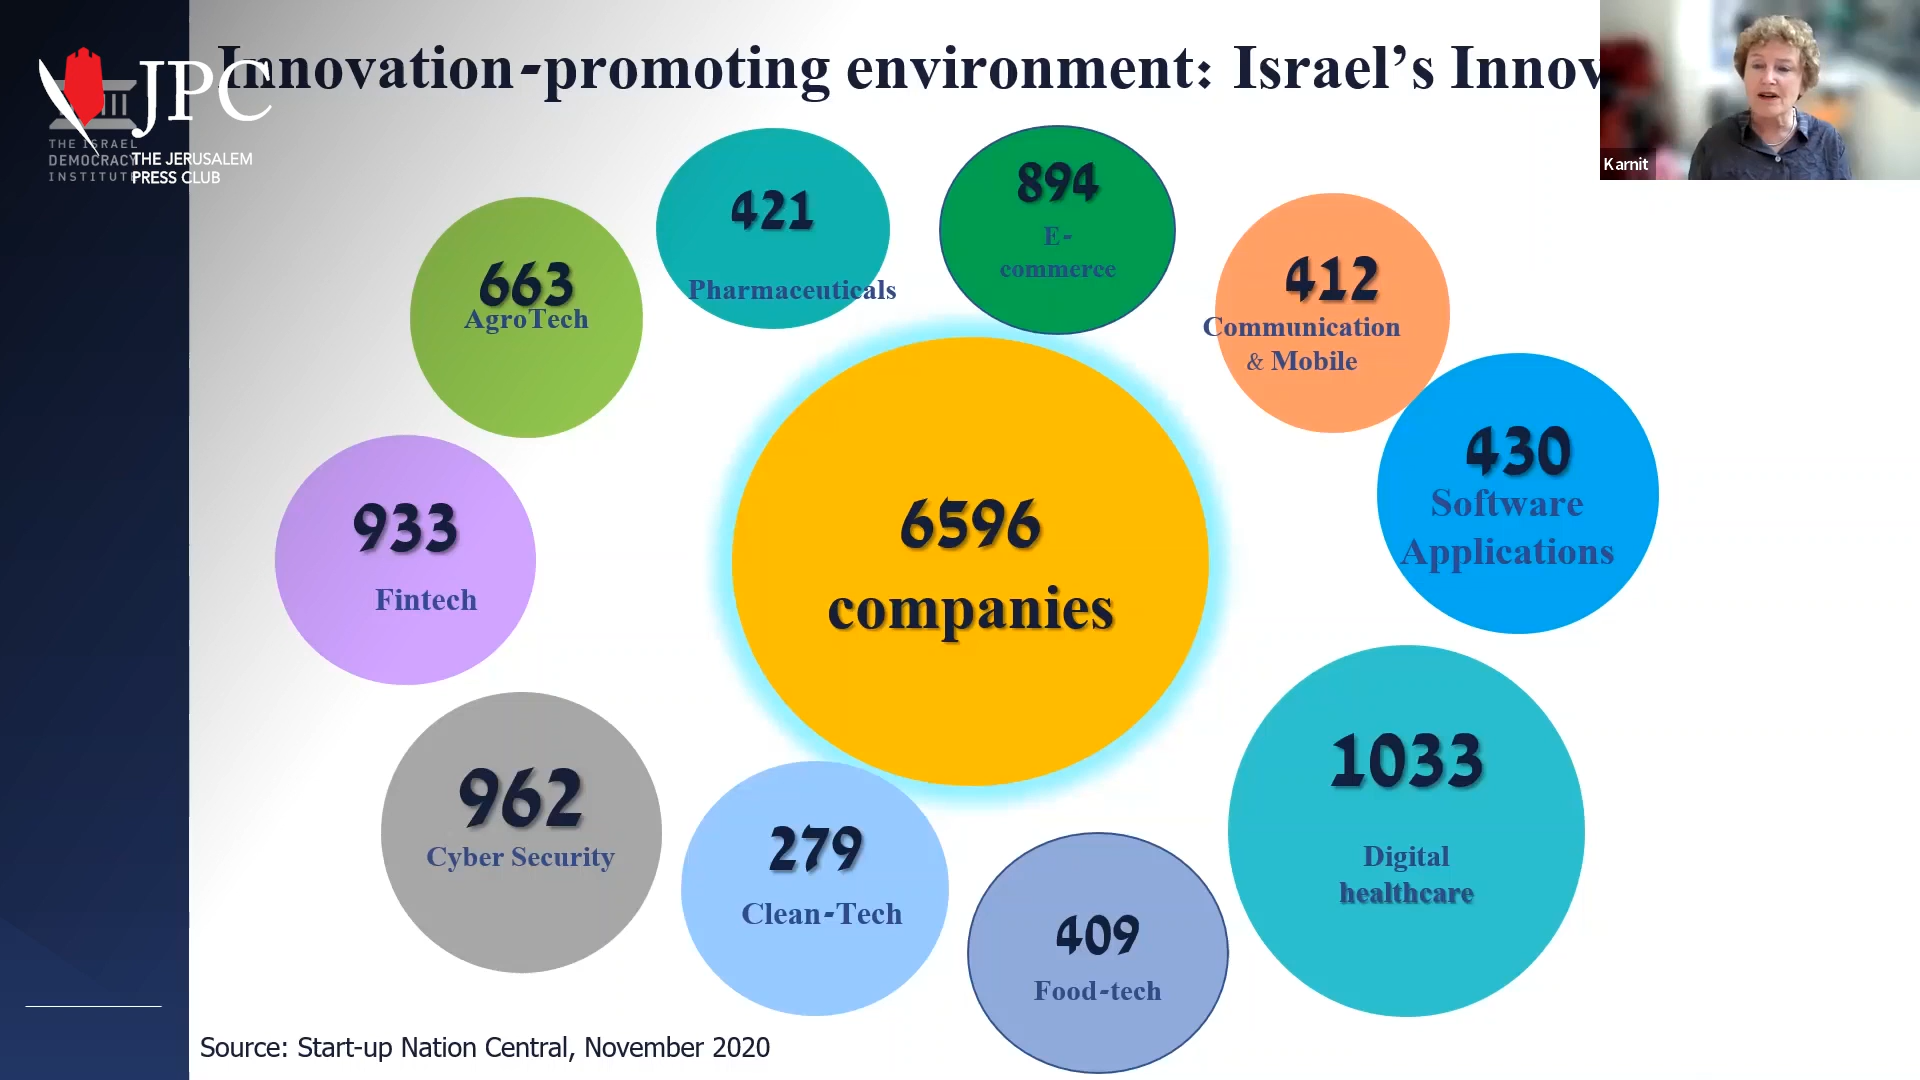 Innovation-promoting environment: Israel’s Innov
JPC
THE JERUSALEM
PRESS CLUB
THE ISRAEL
DEMOCRACY
INSTITUTE
Karnit
421
Pharmaceuticals
894
E-
commerce
663
AgroTech
412
Communication
& Mobile
430
Software
Applications
933
Fintech
6596
companies
962
Cyber Security
279
Clean-Tech
409
Food-tech
1033
Digital
healthcare
Source: Start-up Nation Central, November 2020